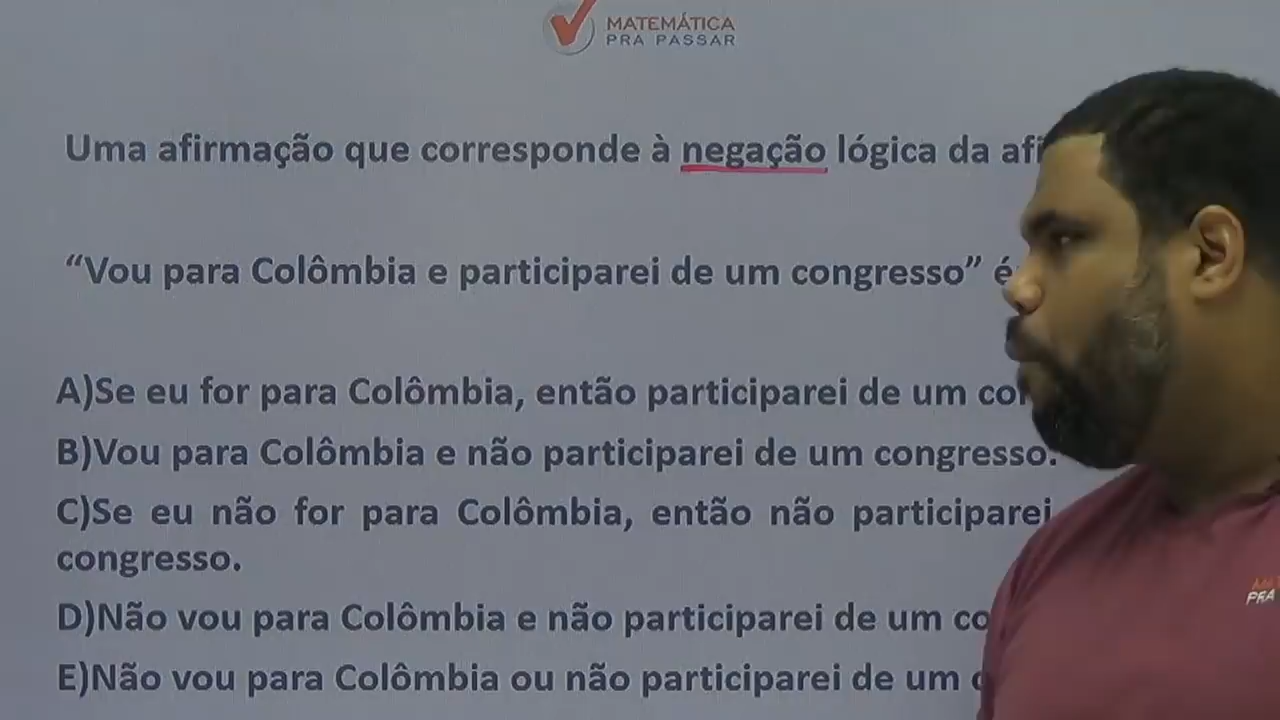 MATEMÁTICA
PRA PASSAR
Uma afirmação que corresponde à negação lógica da
“Vou para Colômbia e participarei de um congresso” é
A)Se eu for para Colômbia, então participarei de um
B)Vou para Colômbia e não participarei de um congresso.
C)Se eu não for para Colômbia, então não participarei
congresso.
D)Não vou para Colômbia e não participarei de um
E)Não vou para Colômbia ou não participarei de um
PRA